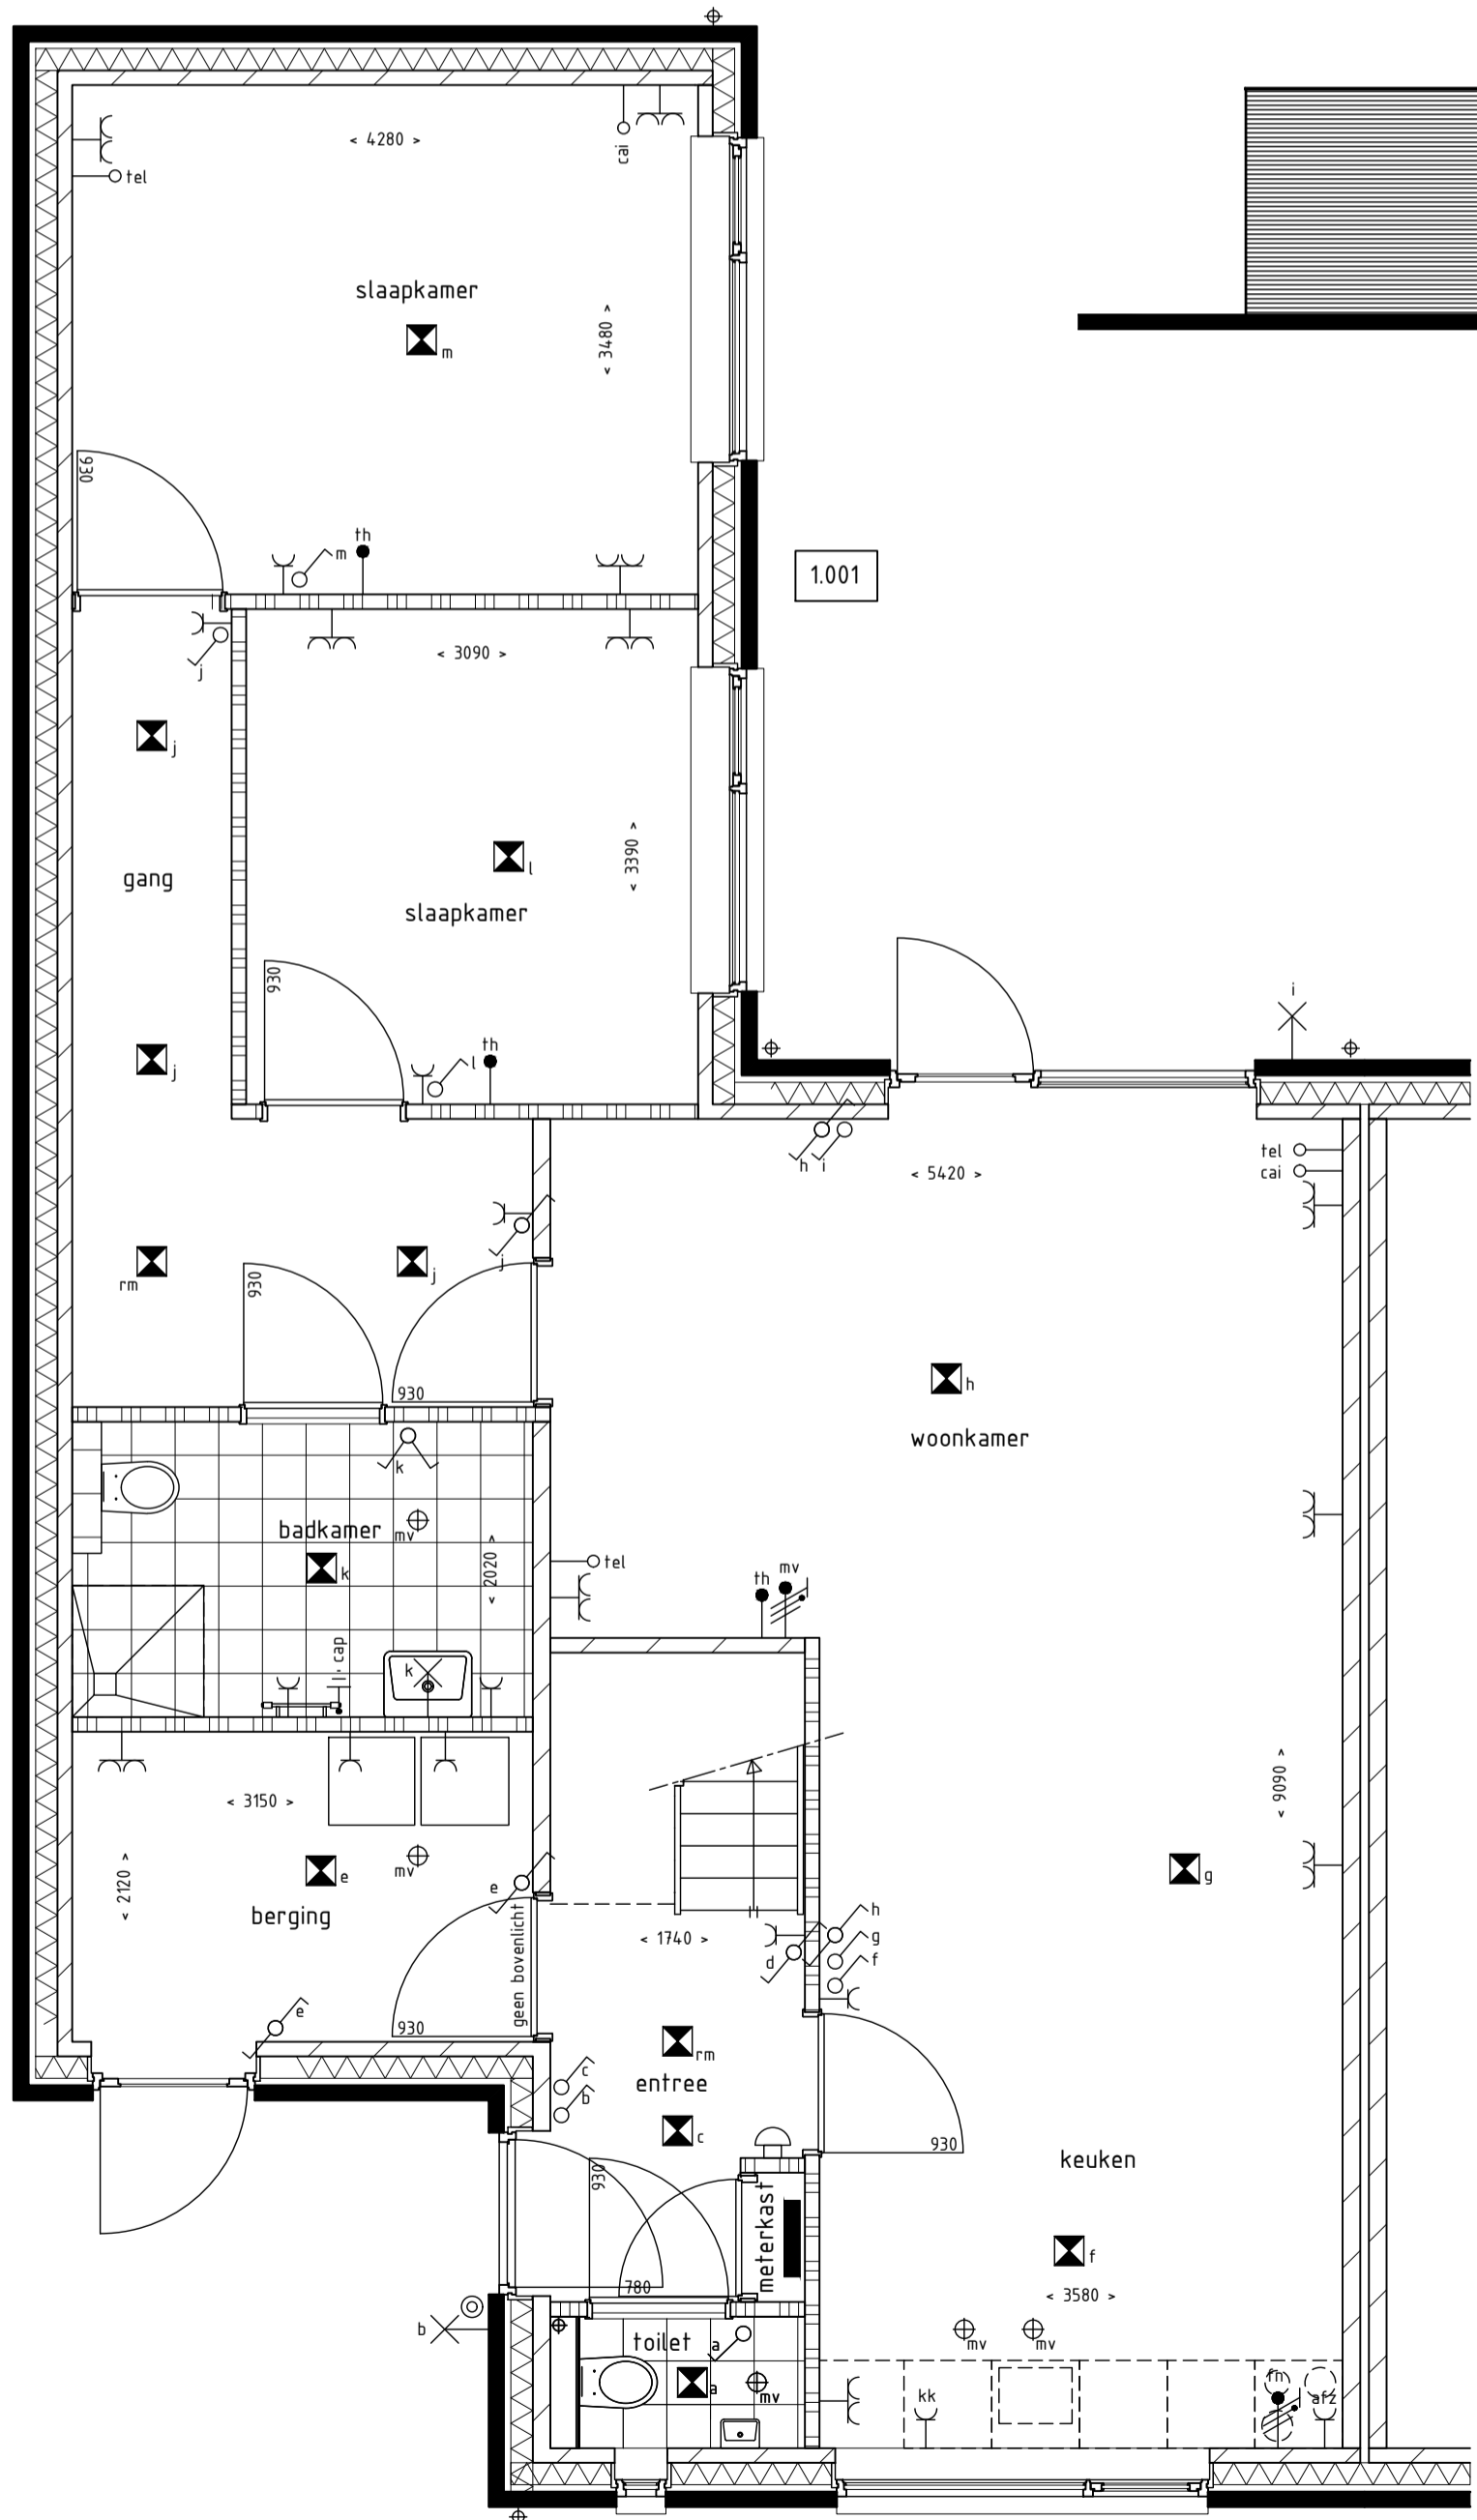 < 4280 >
cai
tel
slaapkamer
m
< 3480 >
930
th
m
1.001
j
< 3090 >
j
l
< 3390 >
gang
slaapkamer
930
i
th
l
j
h i
tel
cai
< 5420 >
j
rm
j
930
930
h
woonkamer
k
badkamer
mv
k
< 2020 >
tel
th
mv
cap
k
< 3150 >
< 9090 >
mv
e
< 2120 >
e
g
berging
geen bovenlicht
< 1740 >
h
g
f
d
e
930
rm
c
entree
b
c
930
930
keuken
meterkast
f
780
< 3580 >
b
toilet
a
mv
mv
a
mv
kk
fn
afz